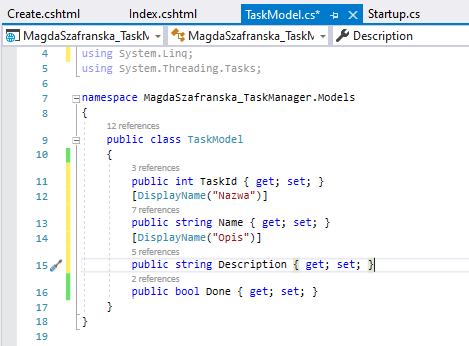 Create.cshtml Index.cshtml TaskModel.cs* Startup.cs
MagdaSzafranska_TaskM MagdaSzafranska_TaskM Description
4 using System.Linq;
5 using System.Threading.Tasks;
6
7 namespace MagdaSzafranska_TaskManager.Models
8 {
12 references
9 public class TaskModel
10 {
3 references
11 public int TaskId { get; set; }
12 [DisplayName("Nazwa")]
7 references
13 public string Name { get; set; }
14 [DisplayName("Opis")]
5 references
15 public string Description { get; set; }
2 references
16 public bool Done { get; set; }
17 }
18 }
19